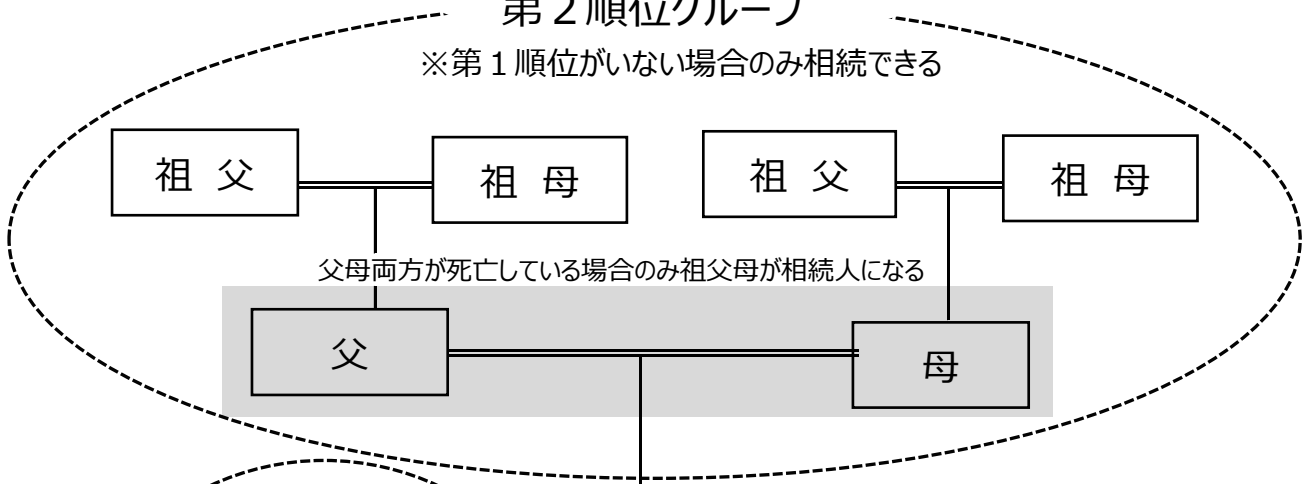 第２順位グループ
※第１順位がいない場合のみ相続できる
祖 父
祖 母
祖 父
祖 母
父母両方が死亡している場合のみ祖父母が相続人になる
父
母